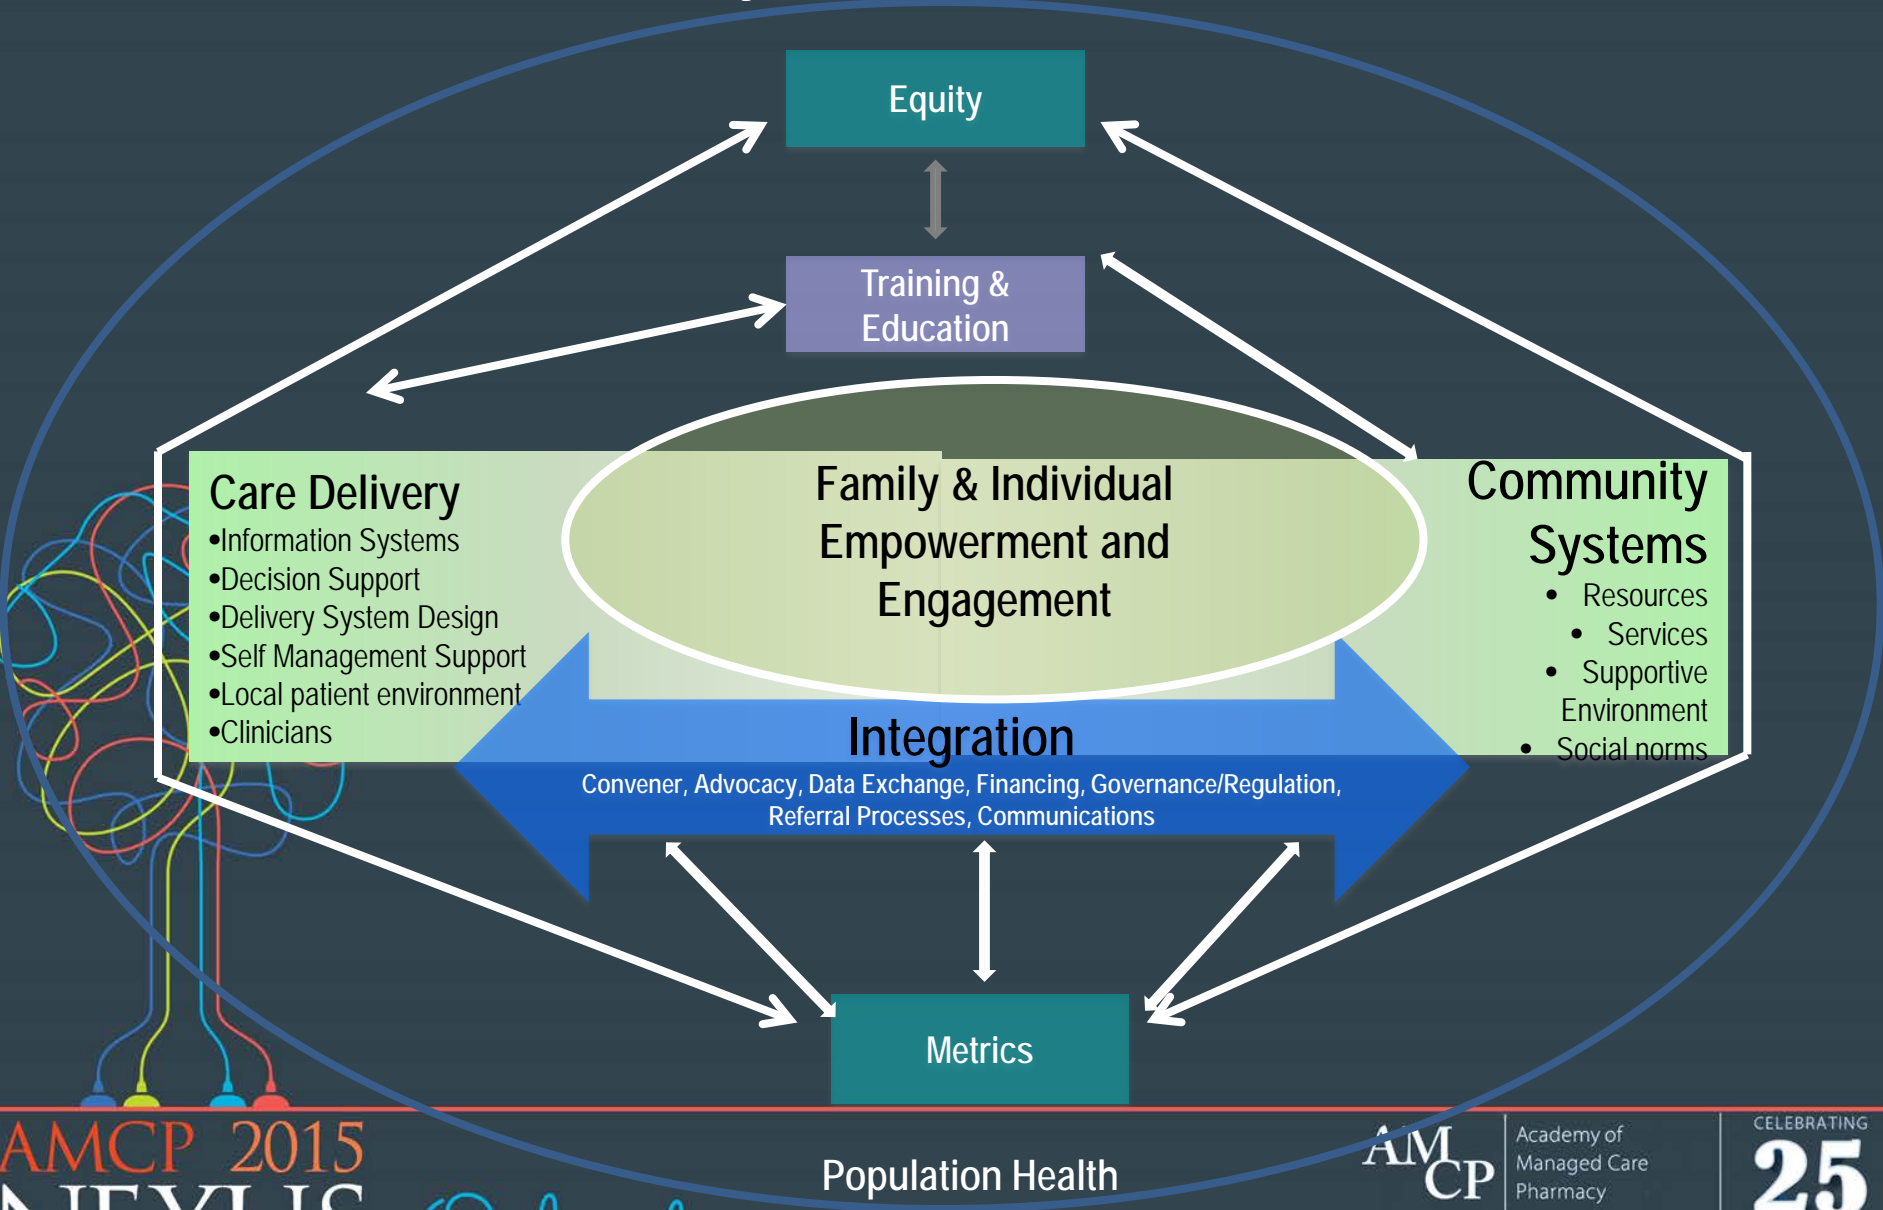 Equity
Training &
Education
Family & Individual
Empowerment and
Engagement
Care Delivery
•Information Systems
•Decision Support
•Delivery System Design
•Self Management Support
•Local patient environment
•Clinicians
Community
Systems
• Resources
• Services
• Supportive
Environment
• Social norms
Integration
Convener, Advocacy, Data Exchange, Financing, Governance/Regulation,
Referral Processes, Communications
Metrics
Population Health
AMCP 2015
NEXUS
AMCP
Academy of
Managed Care
Pharmacy
CELEBRATING
25